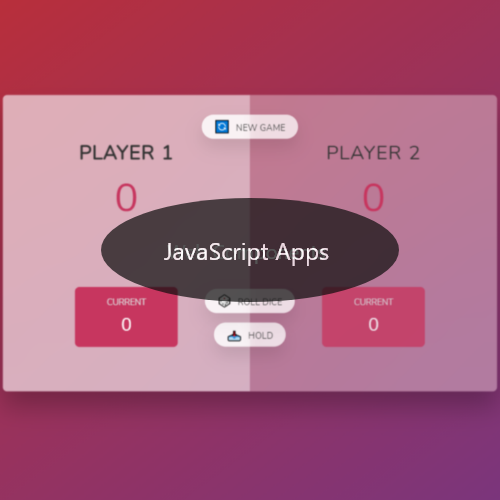 NEW GAME
PLAYER 1
PLAYER 2
0
0
JavaScript Apps
ROLL DICE
CURRENT
0
CURRENT
0
HOLD